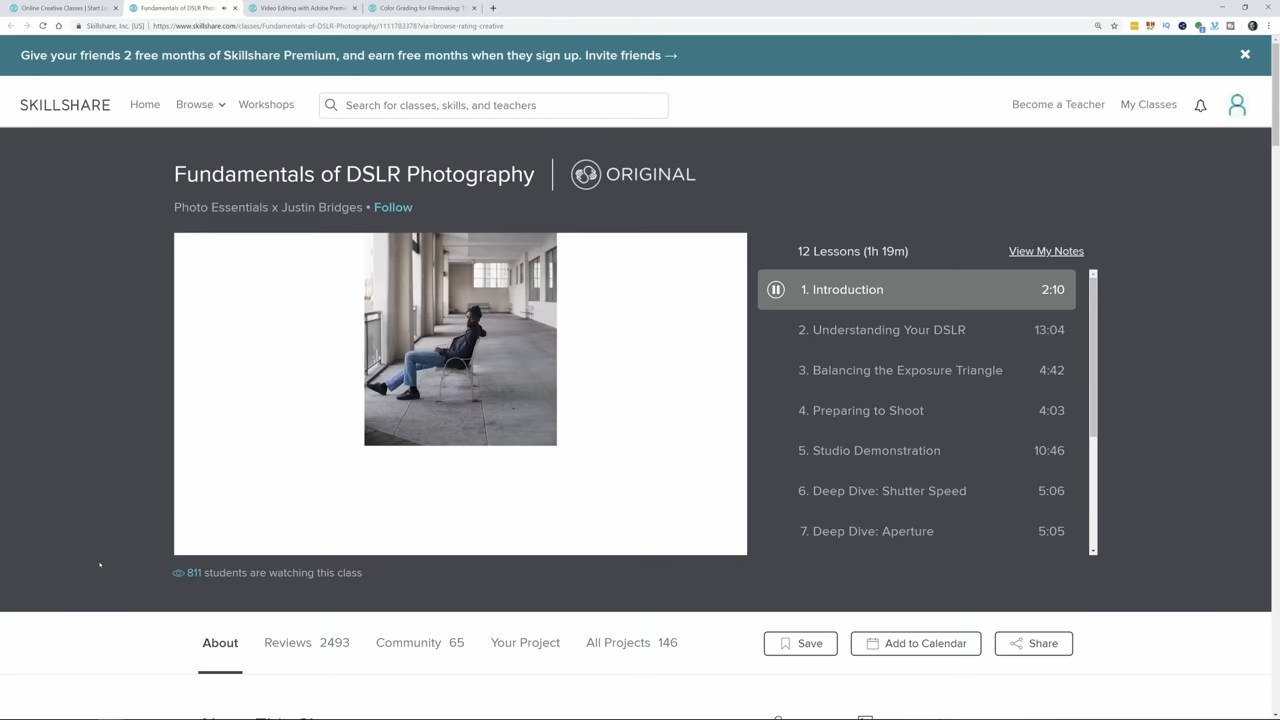 Online Creative Classes | Start L
Fundamentals of DSLR Phot
Video Editing with Adobe Premi
Color Grading for Filmmaking: T
Skillshare, Inc. [US]
https://www.skillshare.com/classes/Fundamentals-of-DSLR-Photography/1111783378?via=browse-rating-creative
Give your friends 2 free months of Skillshare Premium, and earn free months when they sign up. Invite friends →
SKILLSHARE
Home
Browse
Workshops
Search for classes, skills, and teachers
Become a Teacher
My Classes
Fundamentals of DSLR Photography
ORIGINAL
Photo Essentials x Justin Bridges • Follow
12 Lessons (1h 19m)
View My Notes
1. Introduction 2:10
2. Understanding Your DSLR 13:04
3. Balancing the Exposure Triangle 4:42
4. Preparing to Shoot 4:03
5. Studio Demonstration 10:46
6. Deep Dive: Shutter Speed 5:06
7. Deep Dive: Aperture 5:05
811 students are watching this class
About
Reviews 2493
Community 65
Your Project
All Projects 146
Save
Add to Calendar
Share